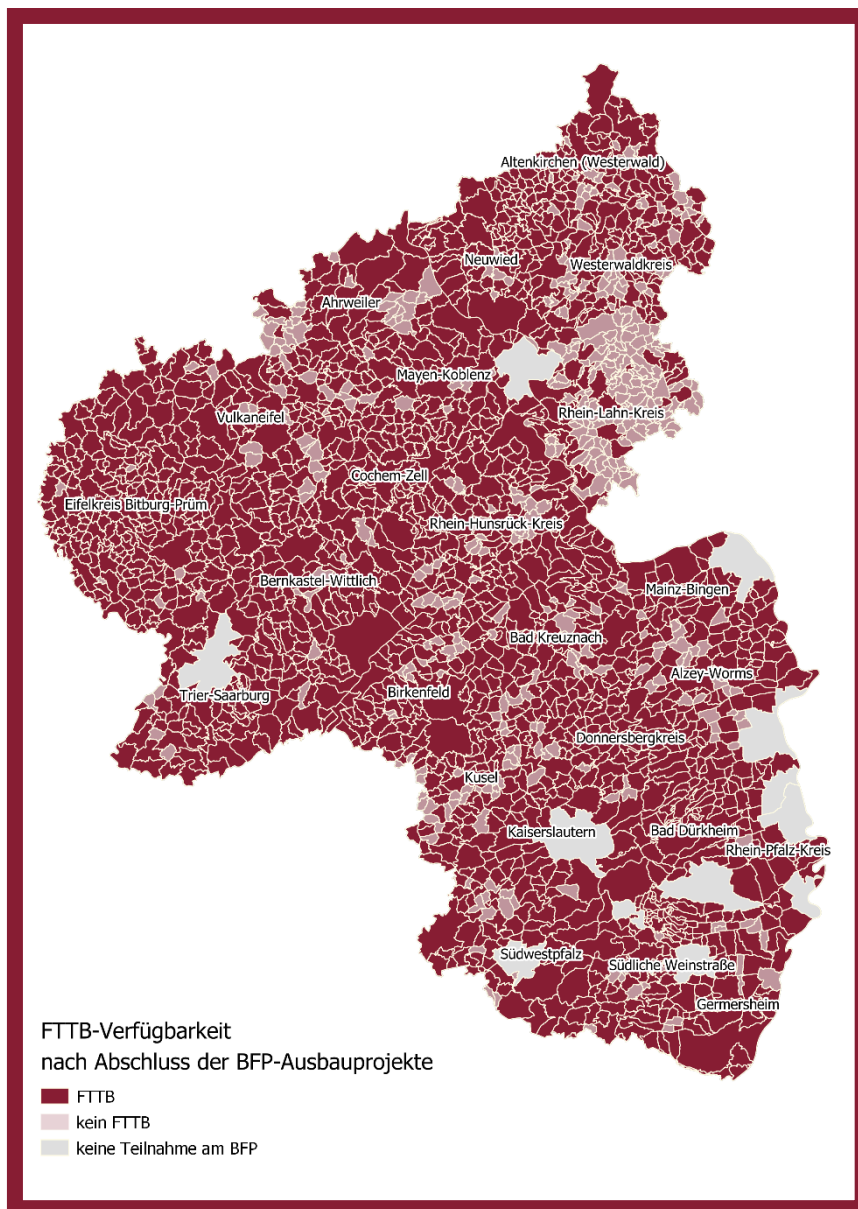 Altenkirchen (Westerwald)
Neuwied
Westerwaldkreis
Ahrweiler
Mayen-Koblenz
Rhein-Lahn-Kreis
Vulkaneifel
Cochem-Zell
Eifelkreis Bitburg-Prüm
Rhein-Hunsrück-Kreis
Bernkastel-Wittlich
Mainz-Bingen
Bad Kreuznach
Alzey-Worms
Trier-Saarburg
Birkenfeld
Donnersbergkreis
Kusel
Kaiserslautern
Bad Dürkheim
Rhein-Pfalz-Kreis
Südwestpfalz
Südliche Weinstraße
Germersheim
FTTB-Verfügbarkeit
nach Abschluss der BFP-Ausbauprojekte
FTTB
kein FTTB
keine Teilnahme am BFP